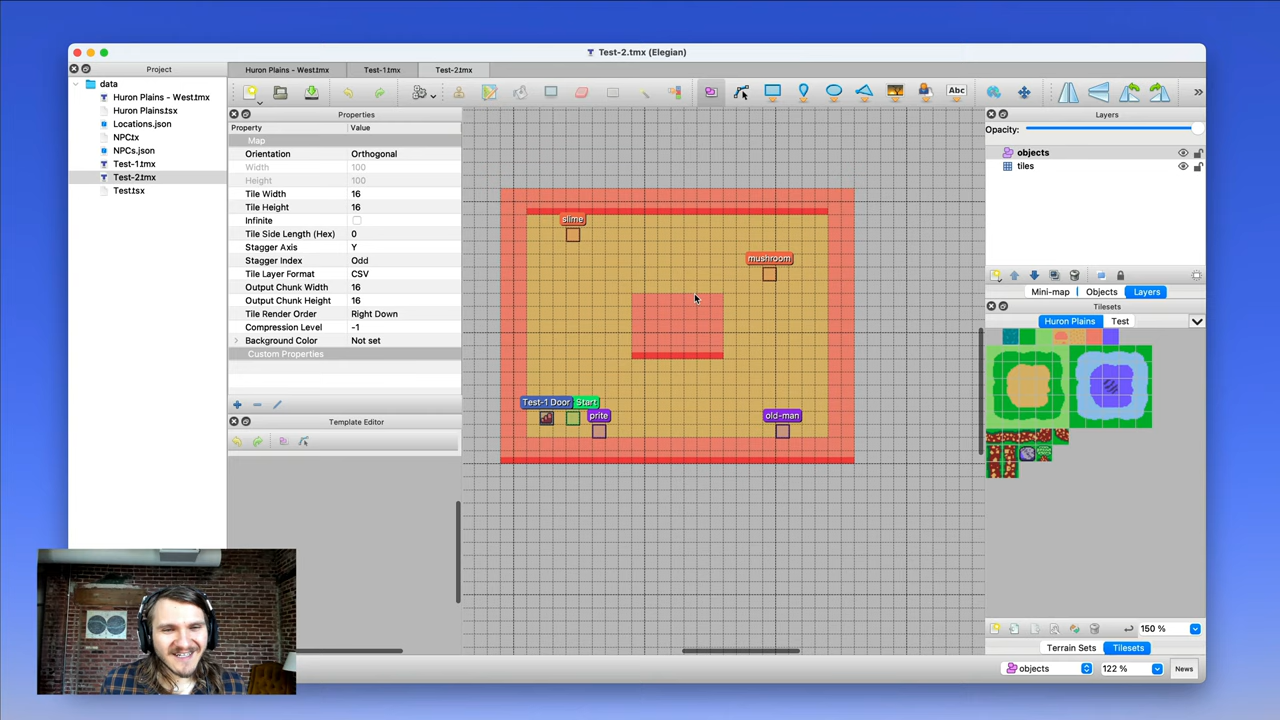 Test-2.tmx (Elegian)
Project
data
Huron Plains - West.tmx
Huron Plains.tsx
Locations.json
NPC.tx
NPCs.json
Test-1.tmx
Test-2.tmx
Test.tsx
Huron Plains - West.tmx
Test-1.tmx
Test-2.tmx
Abc
Properties
Property Value
Map
Orientation Orthogonal
Width 100
Height 100
Tile Width 16
Tile Height 16
Infinite
Tile Side Length (Hex) 0
Stagger Axis Y
Stagger Index Odd
Tile Layer Format CSV
Output Chunk Width 16
Output Chunk Height 16
Tile Render Order Right Down
Compression Level -1
Background Color Not set
Custom Properties
Template Editor
slime
mushroom
Test-1 Door
Start
prite
old-man
Layers
Opacity:
objects
tiles
Mini-map
Objects
Layers
Tilesets
Huron Plains
Test
150 %
Terrain Sets
Tilesets
objects
122 %
News